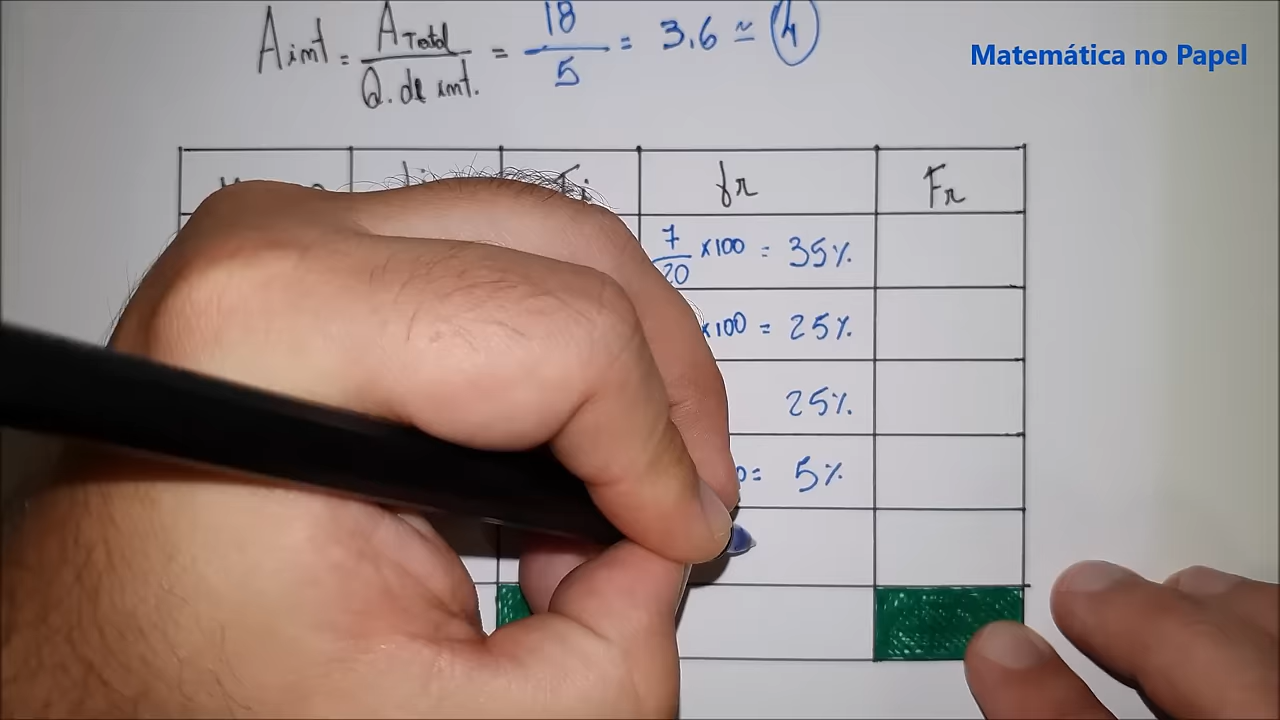 Aint. = ATotal / Q. de int. = 18 / 5 = 3.6 ≃ 4
Matemática no Papel
fr Fr
7/20 x100 = 35%
x100 = 25%
25%
0= 5%